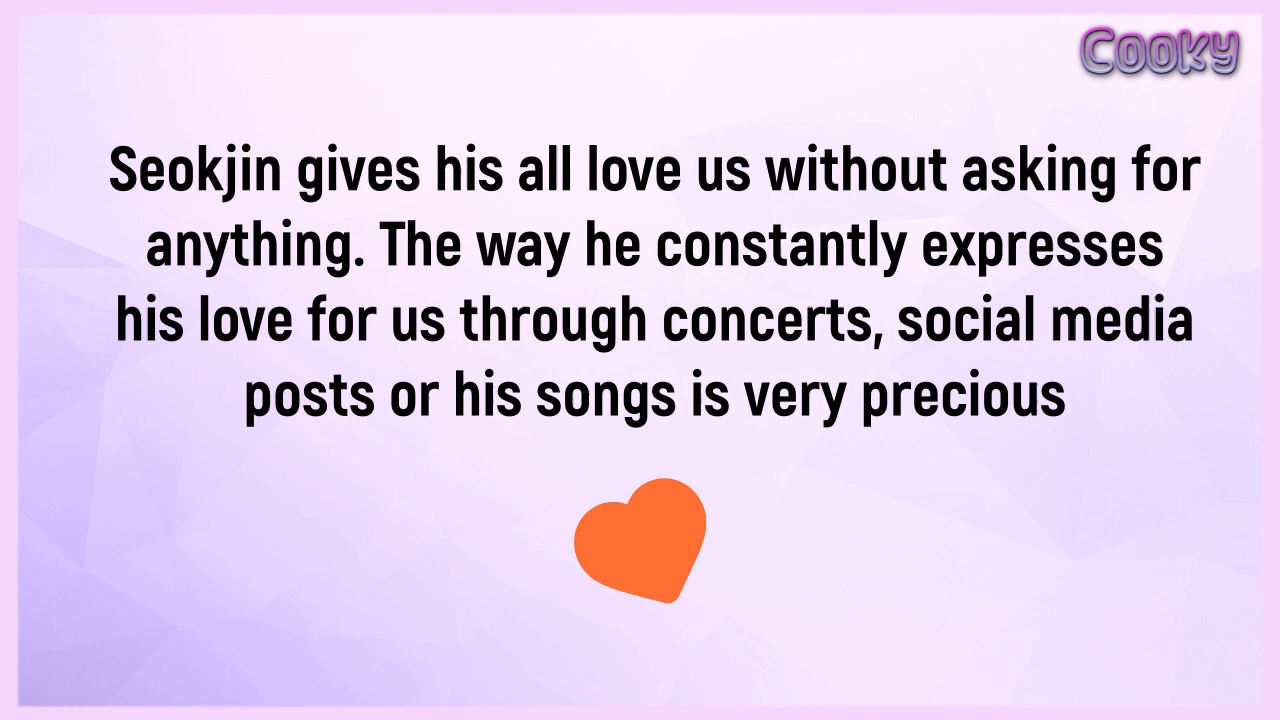 Cooky
Seokjin gives his all love us without asking for
anything. The way he constantly expresses
his love for us through concerts, social media
posts or his songs is very precious